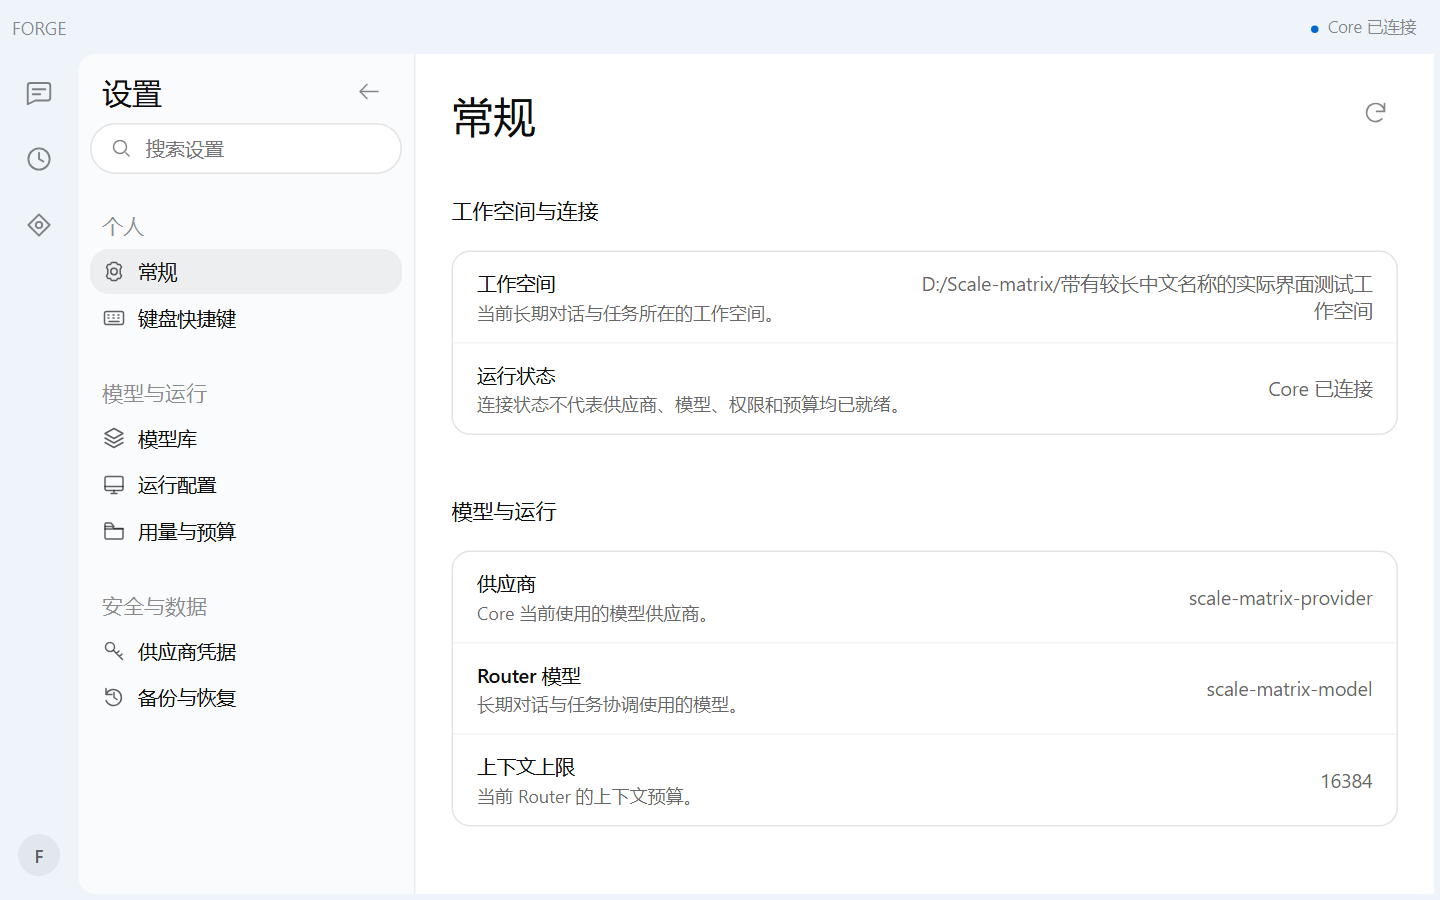 FORGE
Core 已连接
设置
搜索设置
个人
常规
键盘快捷键
模型与运行
模型库
运行配置
用量与预算
安全与数据
供应商凭据
备份与恢复
F
常规
工作空间与连接
工作空间
当前长期对话与任务所在的工作空间。
D:/Scale-matrix/带有较长中文名称的实际界面测试工
作空间
运行状态
连接状态不代表供应商、模型、权限和预算均已就绪。
Core 已连接
模型与运行
供应商
Core 当前使用的模型供应商。
scale-matrix-provider
Router 模型
长期对话与任务协调使用的模型。
scale-matrix-model
上下文上限
当前 Router 的上下文预算。
16384